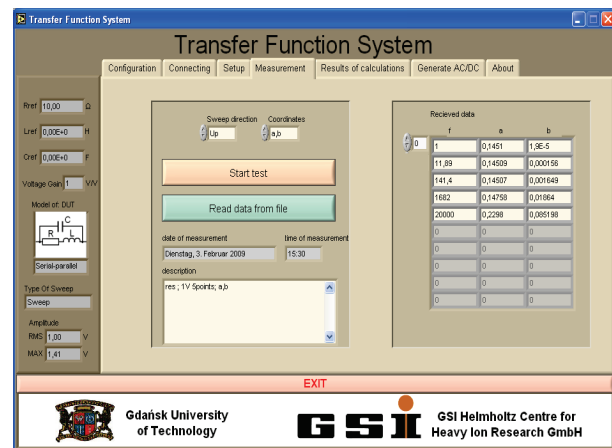 Transfer Function System
Transfer Function System
Configuration Connecting Setup Measurement Results of calculations Generate AC/DC About
Rref 10,00 Ω
Lref 0,00E+0 H
Cref 0,00E+0 F
Voltage Gain 1 V/V
Model of: DUT
C
R L
Serial-parallel
Type Of Sweep
Sweep
Amplitude
RMS 1,00 V
MAX 1,41 V
Sweep direction Coordinates
Up a,b
Start test
Read data from file
date of measurement time of measurement
Dienstag, 3. Februar 2009 15:30
description
res ; 1V 5points; a,b
Recieved data
f a b
0
1 0,1451 1,9E-5
11,89 0,14509 0,000156
141,4 0,14507 0,001649
1682 0,14758 0,01864
20000 0,2298 0,085198
0 0 0
0 0 0
0 0 0
0 0 0
EXIT
Gdańsk University
of Technology
GSI
GSI Helmholtz Centre for
Heavy Ion Research GmbH